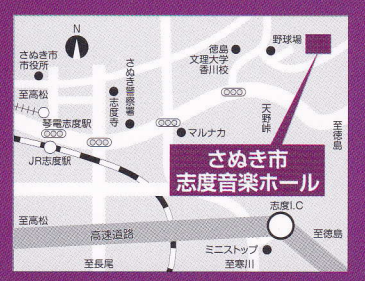 N
さぬき市
市役所
至高松
琴電志度駅
JR志度駅
志度寺
さぬき警察署
徳島
文理大学
香川校
野球場
天野峠
至徳島
マルナカ
さぬき市
志度音楽ホール
至高松
高速道路
志度I.C
至徳島
ミニストップ
至長尾
至寒川